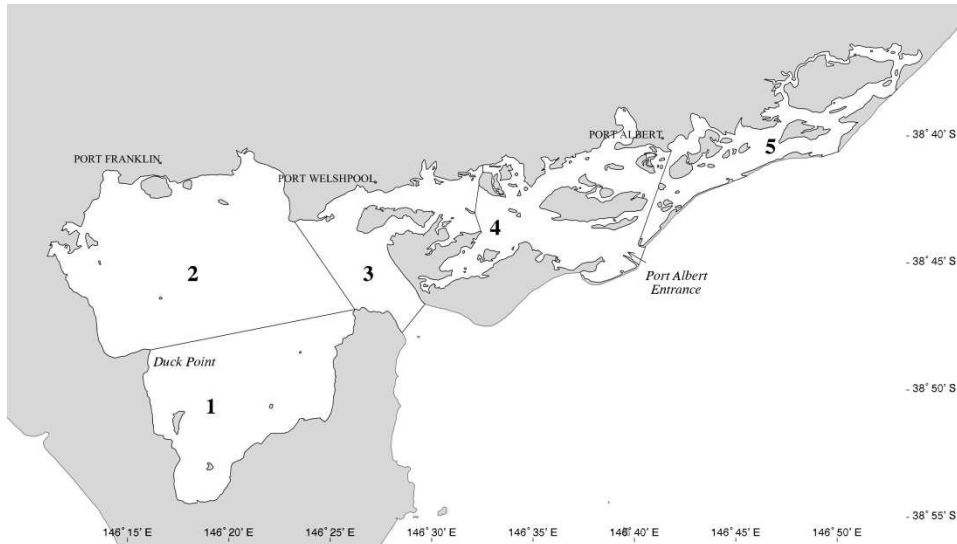 38° 40' S
PORT ALBERT
5
PORT FRANKLIN
PORT WELSHPOOL
4
38° 45' S
2
3
Port Albert
Entrance
Duck Point
38° 50' S
1
38° 55' S
146° 15' E
146° 20' E
146° 25' E
146° 30' E
146° 35' E
146° 40' E
146° 45' E
146° 50' E